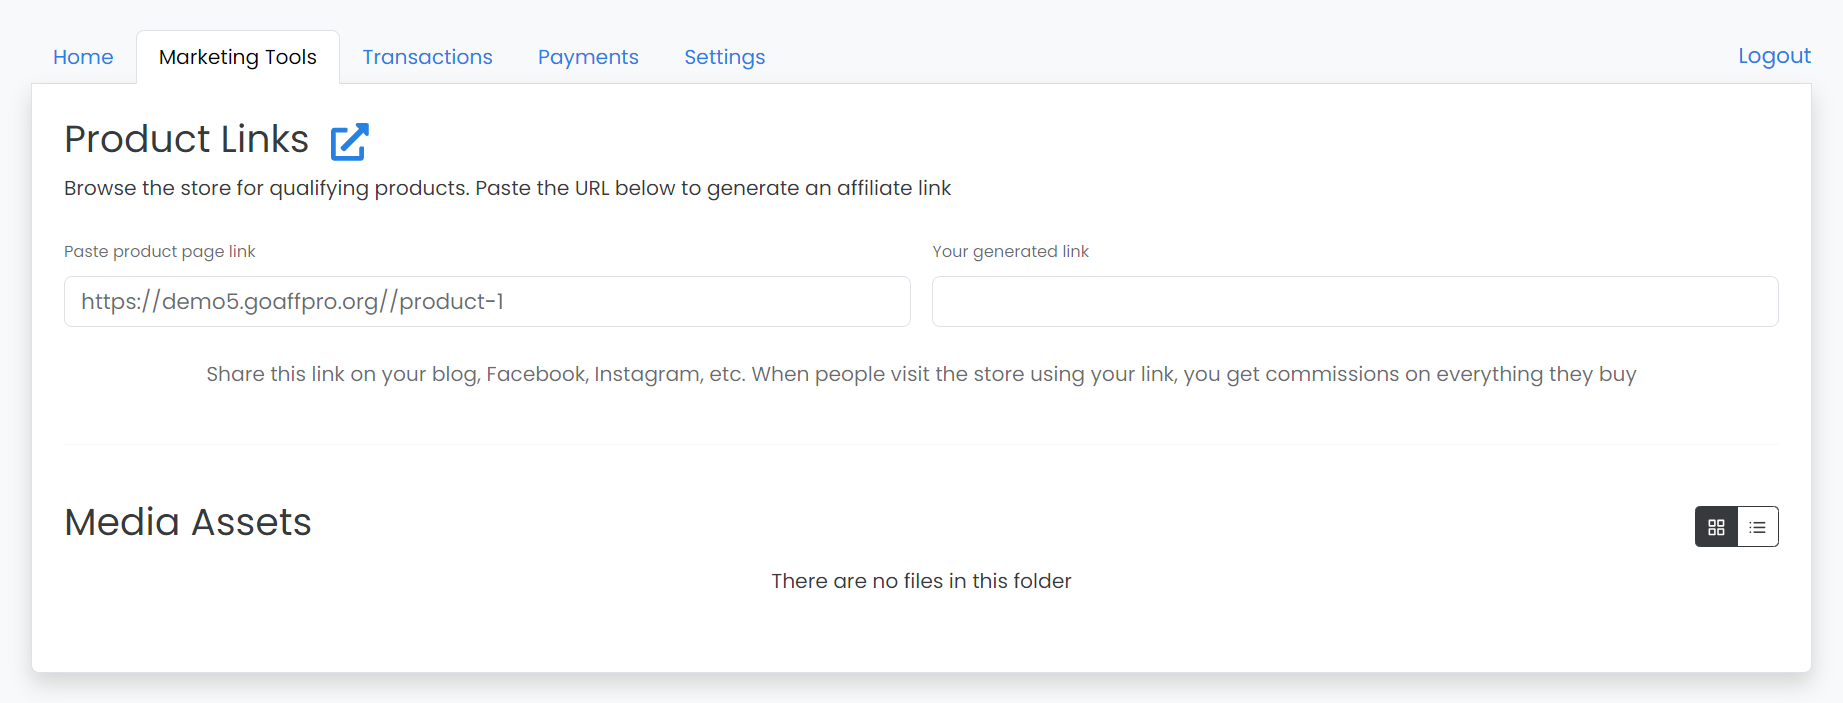 Home Marketing Tools Transactions Payments Settings Logout
Product Links
Browse the store for qualifying products. Paste the URL below to generate an affiliate link
Paste product page link
https://demo5.goaffpro.org//product-1
Your generated link
Share this link on your blog, Facebook, Instagram, etc. When people visit the store using your link, you get commissions on everything they buy
Media Assets
There are no files in this folder